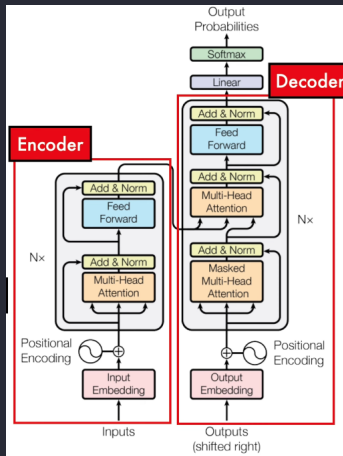 Output
Probabilities
Softmax
Linear
Decoder
Add & Norm
Feed
Forward
Add & Norm
Multi-Head
Attention
Nx
Add & Norm
Masked
Multi-Head
Attention
Positional
Encoding
Output
Embedding
Outputs
(shifted right)
Encoder
Add & Norm
Feed
Forward
Nx
Add & Norm
Multi-Head
Attention
Positional
Encoding
Input
Embedding
Inputs